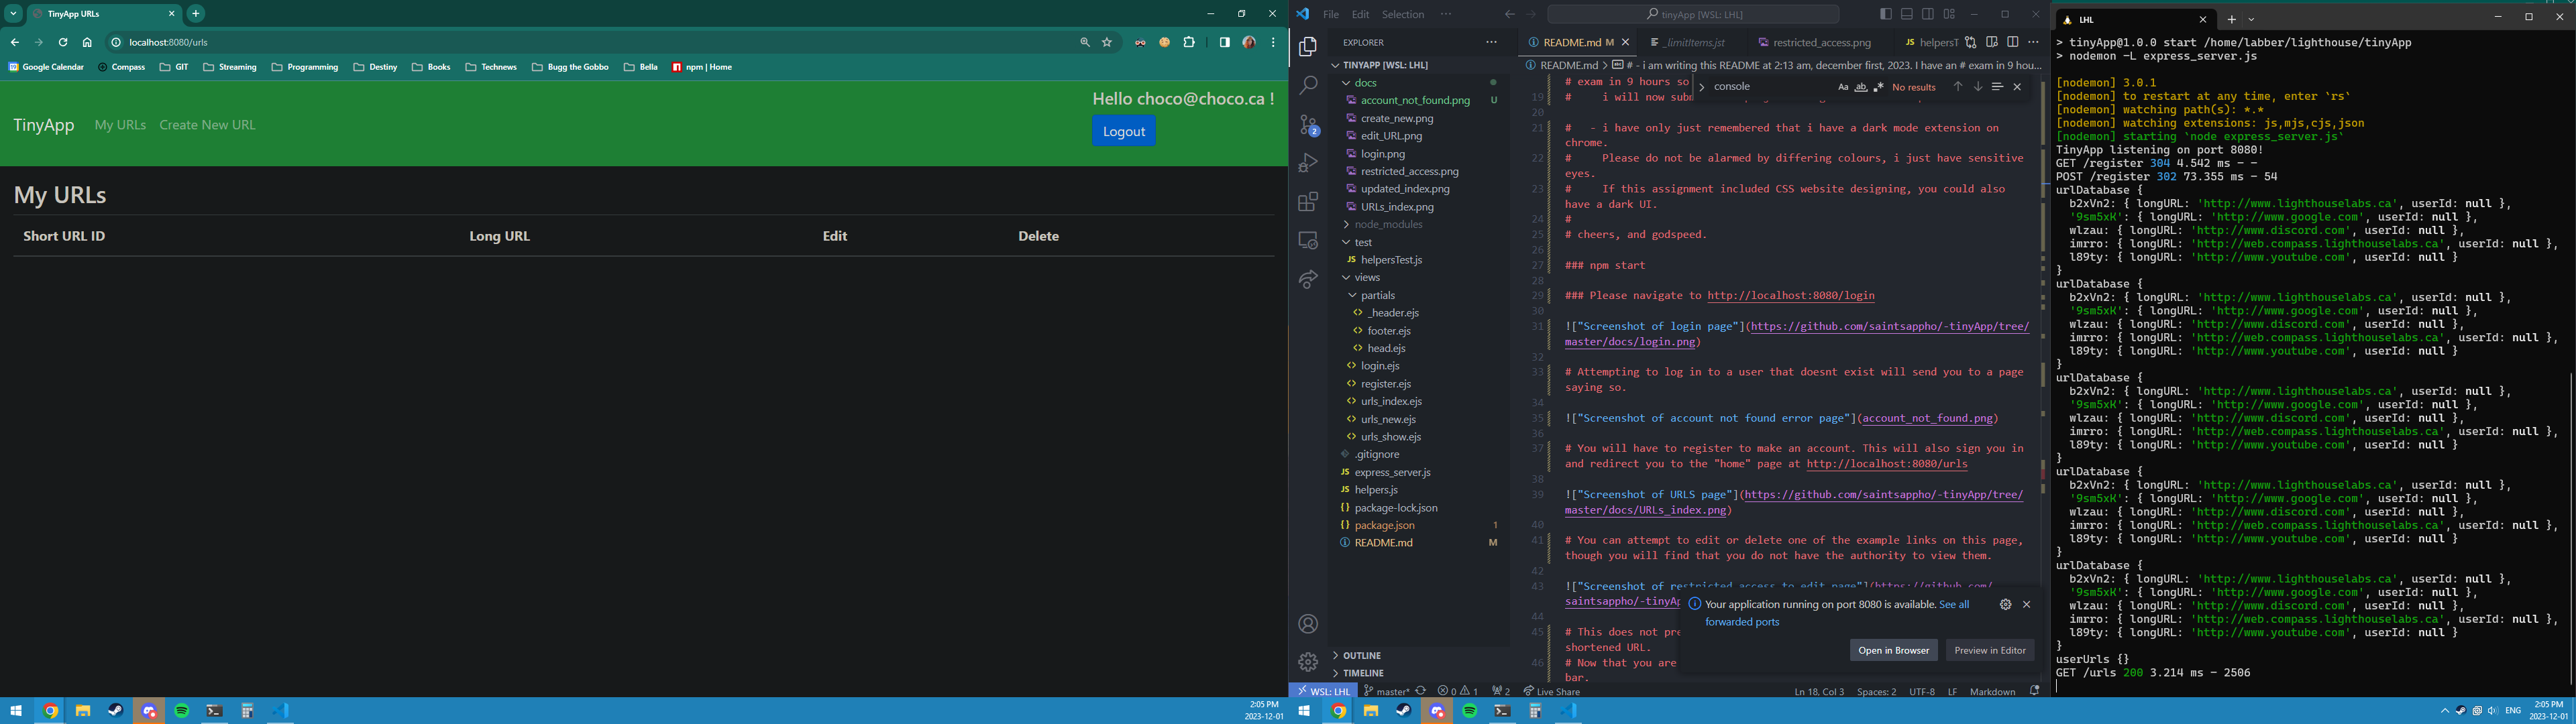 TinyApp URLs
localhost:8080/urls
Google Calendar Compass GIT Streaming Programming Destiny Books Technews Bugg the Gobbo Bella npm | Home
Hello choco@choco.ca !
TinyApp My URLs Create New URL
Logout
My URLs
Short URL ID Long URL Edit Delete
2:05 PM
2023-12-01
File Edit Selection ···
tinyApp [WSL: LHL]
EXPLORER
TINYAPP [WSL: LHL]
docs
account_not_found.png U
create_new.png
edit_URL.png
login.png
restricted_access.png
updated_index.png
URLs_index.png
node_modules
test
JS helpersTest.js
views
partials
<> _header.ejs
<> footer.ejs
<> head.ejs
<> login.ejs
<> register.ejs
<> urls_index.ejs
<> urls_new.ejs
<> urls_show.ejs
.gitignore
JS express_server.js
JS helpers.js
{} package-lock.json
{} package.json 1
README.md M
OUTLINE
TIMELINE
2
README.md M _limitItems.jst restricted_access.png JS helpersT
README.md > # - i am writing this README at 2:13 am, december first, 2023. I have an # exam in 9 hours so...
console Aa ab No results
# exam in 9 hours so
19 # i will now subm
20
21 # - i have only just remembered that i have a dark mode extension on
chrome.
22 # Please do not be alarmed by differing colours, i just have sensitive
eyes.
23 # If this assignment included CSS website designing, you could also
have a dark UI.
24 #
25 # cheers, and godspeed.
26
27 ### npm start
28
29 ### Please navigate to http://localhost:8080/login
30
31 !["Screenshot of login page"](https://github.com/saintsappho/-tinyApp/tree/
master/docs/login.png)
32
33 # Attempting to log in to a user that doesnt exist will send you to a page
saying so.
34
35 !["Screenshot of account not found error page"](account_not_found.png)
36
37 # You will have to register to make an account. This will also sign you in
and redirect you to the "home" page at http://localhost:8080/urls
38
39 !["Screenshot of URLS page"](https://github.com/saintsappho/-tinyApp/tree/
master/docs/URLs_index.png)
40
41 # You can attempt to edit or delete one of the example links on this page,
though you will find that you do not have the authority to view them.
42
43 !["Screenshot of restricted access to edit page"](https://github.com/
saintsappho/-tinyAp
44
45 # This does not pre
shortened URL.
46 # Now that you are
bar.
Your application running on port 8080 is available. See all
forwarded ports
Open in Browser Preview in Editor
WSL: LHL master* 0 1 2 Live Share Ln 18, Col 3 Spaces: 2 UTF-8 LF Markdown
LHL
> tinyApp@1.0.0 start /home/labber/lighthouse/tinyApp
> nodemon -L express_server.js
[nodemon] 3.0.1
[nodemon] to restart at any time, enter `rs`
[nodemon] watching path(s): *.*
[nodemon] watching extensions: js,mjs,cjs,json
[nodemon] starting `node express_server.js`
TinyApp listening on port 8080!
GET /register 304 4.542 ms - -
POST /register 302 73.355 ms - 54
urlDatabase {
b2xVn2: { longURL: 'http://www.lighthouselabs.ca', userId: null },
'9sm5xK': { longURL: 'http://www.google.com', userId: null },
wlzau: { longURL: 'http://www.discord.com', userId: null },
imrro: { longURL: 'http://web.compass.lighthouselabs.ca', userId: null },
l89ty: { longURL: 'http://www.youtube.com', userId: null }
}
urlDatabase {
b2xVn2: { longURL: 'http://www.lighthouselabs.ca', userId: null },
'9sm5xK': { longURL: 'http://www.google.com', userId: null },
wlzau: { longURL: 'http://www.discord.com', userId: null },
imrro: { longURL: 'http://web.compass.lighthouselabs.ca', userId: null },
l89ty: { longURL: 'http://www.youtube.com', userId: null }
}
urlDatabase {
b2xVn2: { longURL: 'http://www.lighthouselabs.ca', userId: null },
'9sm5xK': { longURL: 'http://www.google.com', userId: null },
wlzau: { longURL: 'http://www.discord.com', userId: null },
imrro: { longURL: 'http://web.compass.lighthouselabs.ca', userId: null },
l89ty: { longURL: 'http://www.youtube.com', userId: null }
}
urlDatabase {
b2xVn2: { longURL: 'http://www.lighthouselabs.ca', userId: null },
'9sm5xK': { longURL: 'http://www.google.com', userId: null },
wlzau: { longURL: 'http://www.discord.com', userId: null },
imrro: { longURL: 'http://web.compass.lighthouselabs.ca', userId: null },
l89ty: { longURL: 'http://www.youtube.com', userId: null }
}
urlDatabase {
b2xVn2: { longURL: 'http://www.lighthouselabs.ca', userId: null },
'9sm5xK': { longURL: 'http://www.google.com', userId: null },
wlzau: { longURL: 'http://www.discord.com', userId: null },
imrro: { longURL: 'http://web.compass.lighthouselabs.ca', userId: null },
l89ty: { longURL: 'http://www.youtube.com', userId: null }
}
userUrls {}
GET /urls 200 3.214 ms - 2506
ENG 2:05 PM
2023-12-01